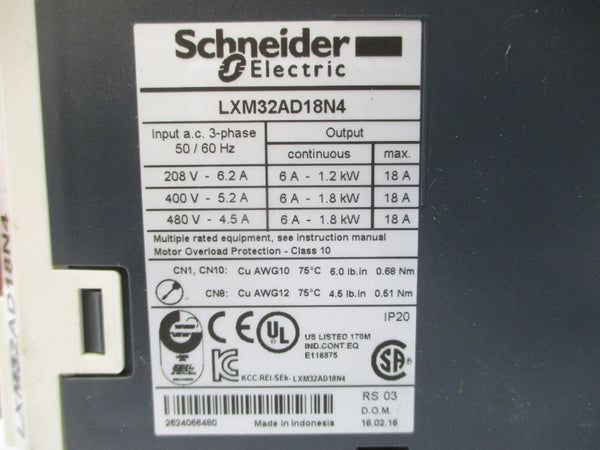 Schneider
Electric
LXM32AD18N4
Input a.c. 3-phase
50 / 60 Hz
Output
continuous max.
208 V - 6.2 A 6 A - 1.2 kW 18 A
400 V - 5.2 A 6 A - 1.8 kW 18 A
480 V - 4.5 A 6 A - 1.8 kW 18 A
Multiple rated equipment, see instruction manual
Motor Overload Protection - Class 10
CN1, CN10: Cu AWG10 75°C 6.0 lb.in 0.68 Nm
CN8: Cu AWG12 75°C 4.5 lb.in 0.51 Nm
IP20
CE
C UL
US LISTED 170M
IND.CONT.EQ
E116875
KCC-REI-SEk- LXM32AD18N4
SA
RS 03
D.O.M.
2624066480 Made in Indonesia 16.02.16
LXM32AD18N4